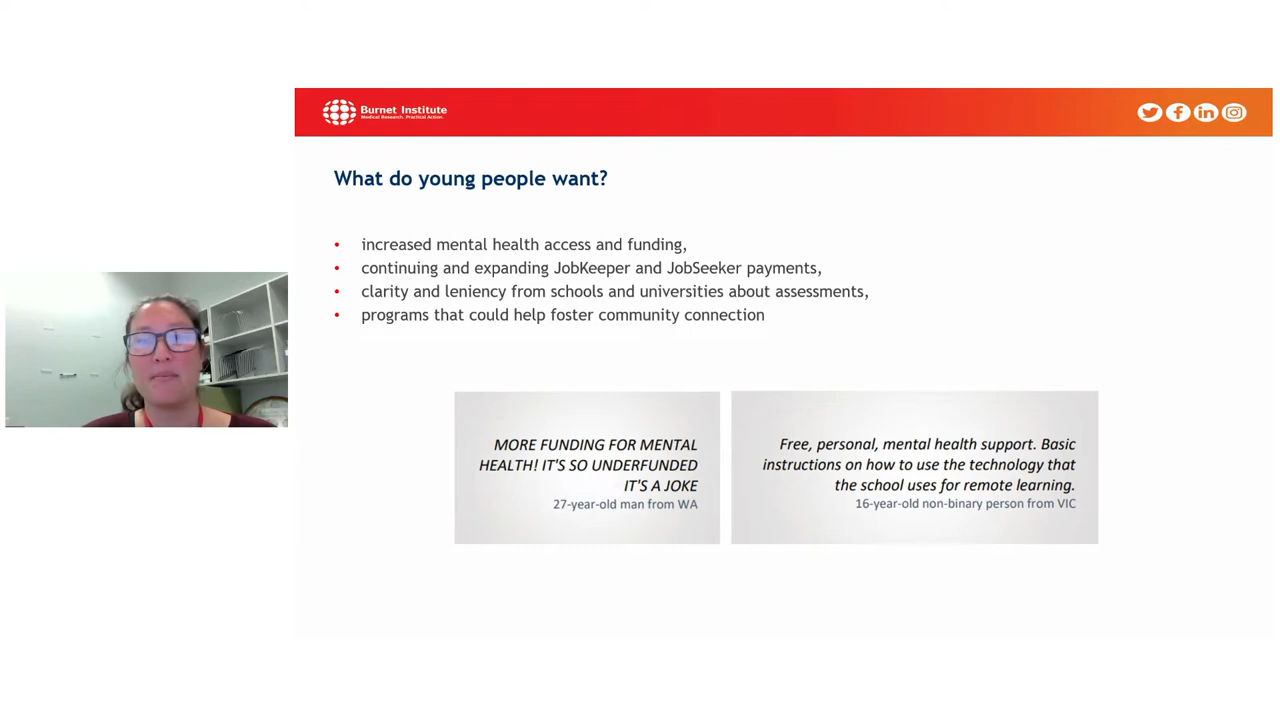 Burnet Institute
Medical Research. Practical Action.
What do young people want?
• increased mental health access and funding,
• continuing and expanding JobKeeper and JobSeeker payments,
• clarity and leniency from schools and universities about assessments,
• programs that could help foster community connection
MORE FUNDING FOR MENTAL
HEALTH! IT'S SO UNDERFUNDED
IT'S A JOKE
27-year-old man from WA
Free, personal, mental health support. Basic
instructions on how to use the technology that
the school uses for remote learning.
16-year-old non-binary person from VIC